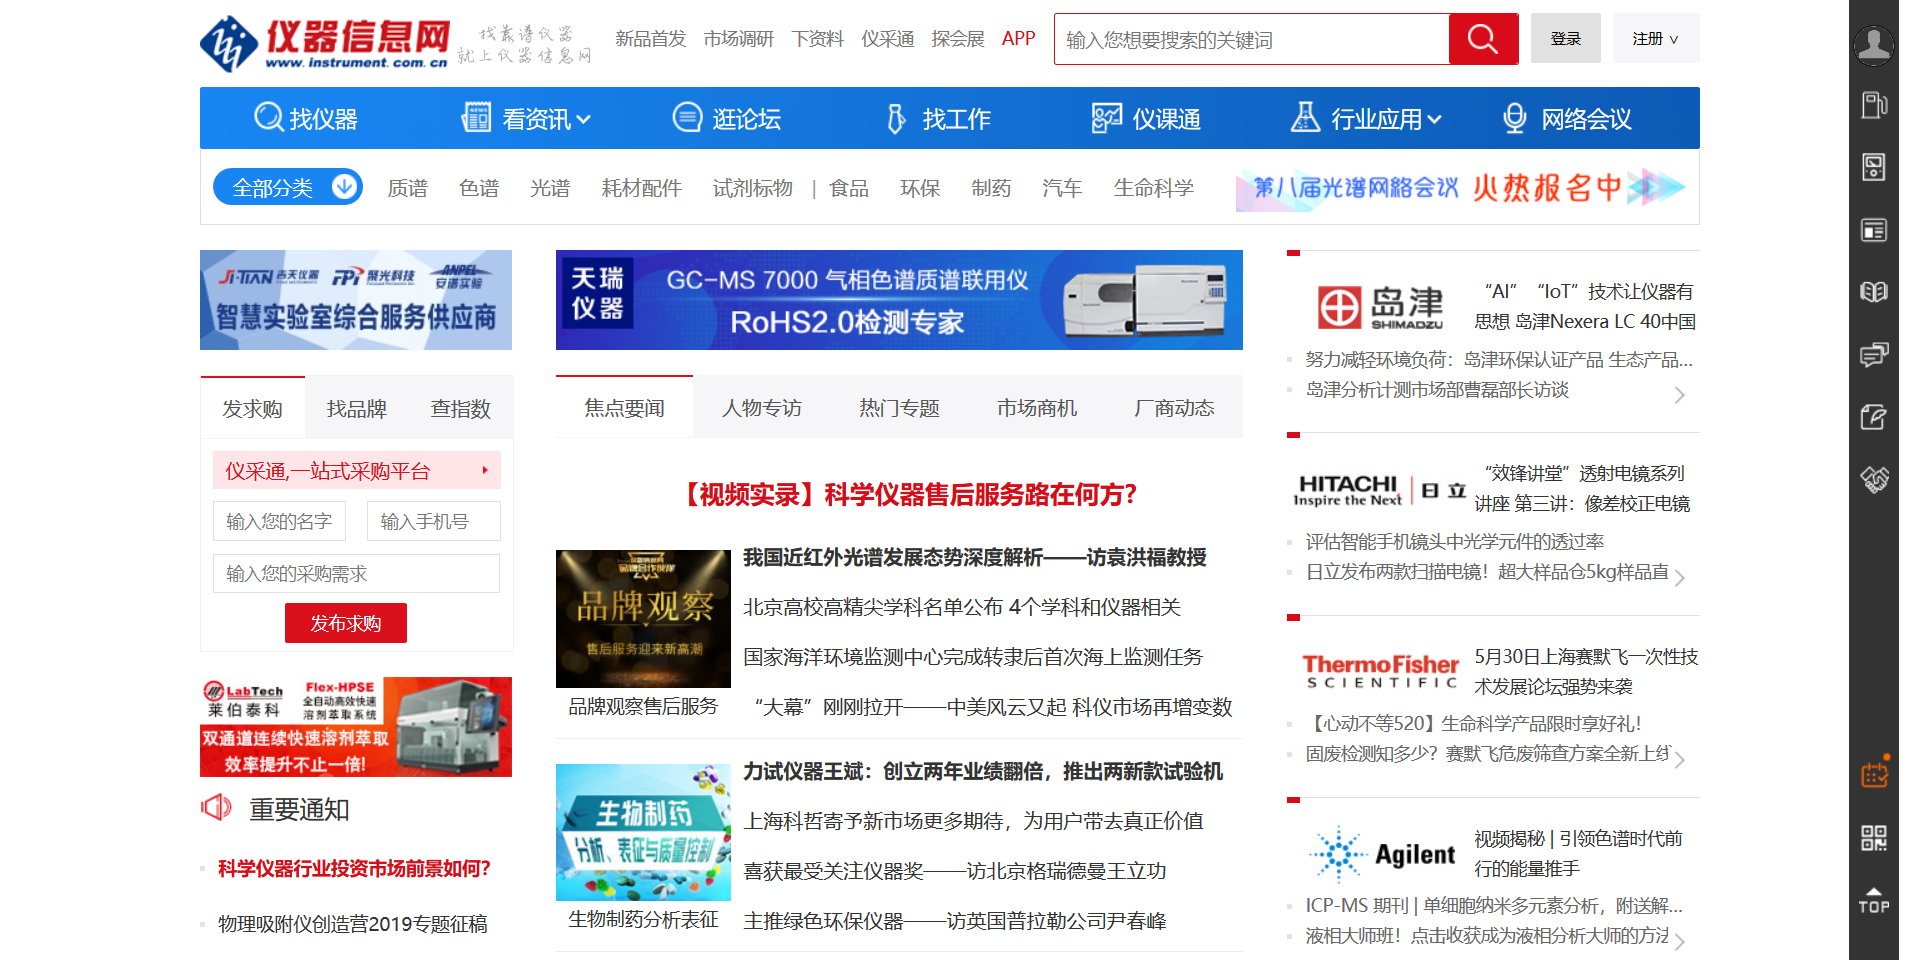 仪器信息网
www.instrument.com.cn
找靠谱仪器
就上仪器信息网
新品首发 市场调研 下资料 仪采通 探会展 APP
输入您想要搜索的关键词
登录 注册 ∨
找仪器 看资讯 逛论坛 找工作 仪课通 行业应用 网络会议
全部分类 质谱 色谱 光谱 耗材配件 试剂标物 | 食品 环保 制药 汽车 生命科学
第八届光谱网络会议 火热报名中
J-TIAN 吉天仪器 FPi 聚光科技 ANPEL 安谱实验
智慧实验室综合服务供应商
发求购 找品牌 查指数
仪采通,一站式采购平台
输入您的名字 输入手机号
输入您的采购需求
发布求购
LabTech
莱伯泰科
Flex-HPSE
全自动高效快速
溶剂萃取系统
双通道连续快速溶剂萃取
效率提升不止一倍!
重要通知
科学仪器行业投资市场前景如何?
物理吸附仪创造营2019专题征稿
天瑞
仪器
GC-MS 7000 气相色谱质谱联用仪
RoHS2.0检测专家
焦点要闻 人物专访 热门专题 市场商机 厂商动态
【视频实录】科学仪器售后服务路在何方?
品牌合作伙伴
品牌观察
售后服务迎来新高潮
品牌观察售后服务
我国近红外光谱发展态势深度解析——访袁洪福教授
北京高校高精尖学科名单公布 4个学科和仪器相关
国家海洋环境监测中心完成转隶后首次海上监测任务
“大幕”刚刚拉开——中美风云又起 科仪市场再增变数
生物制药
分析、表征与质量控制
生物制药分析表征
力试仪器王斌：创立两年业绩翻倍，推出两新款试验机
上海科哲寄予新市场更多期待，为用户带去真正价值
喜获最受关注仪器奖——访北京格瑞德曼王立功
主推绿色环保仪器——访英国普拉勒公司尹春峰
岛津
SHIMADZU
“AI”“IoT”技术让仪器有
思想 岛津Nexera LC 40中国
努力减轻环境负荷：岛津环保认证产品 生态产品...
岛津分析计测市场部曹磊部长访谈
HITACHI
Inspire the Next
日立
“效锋讲堂”透射电镜系列
讲座 第三讲：像差校正电镜
评估智能手机镜头中光学元件的透过率
日立发布两款扫描电镜！超大样品仓5kg样品直
ThermoFisher
SCIENTIFIC
5月30日上海赛默飞一次性技
术发展论坛强势来袭
【心动不等520】生命科学产品限时享好礼！
固废检测知多少？赛默飞危废筛查方案全新上线
Agilent
视频揭秘 | 引领色谱时代前
行的能量推手
ICP-MS 期刊 | 单细胞纳米多元素分析，附送解...
液相大师班！点击收获成为液相分析大师的方法
TOP